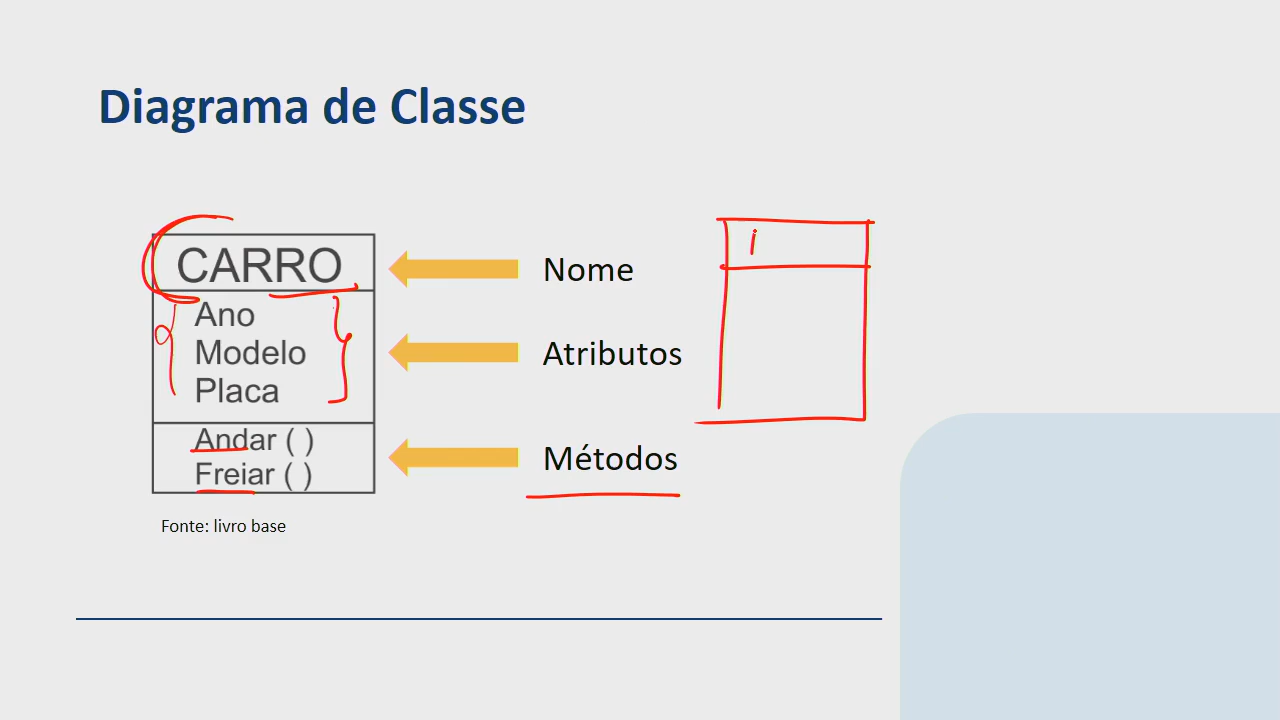 Diagrama de Classe
CARRO
Nome
Ano
Modelo
Placa
Atributos
Andar ( )
Freiar ( )
Métodos
Fonte: livro base